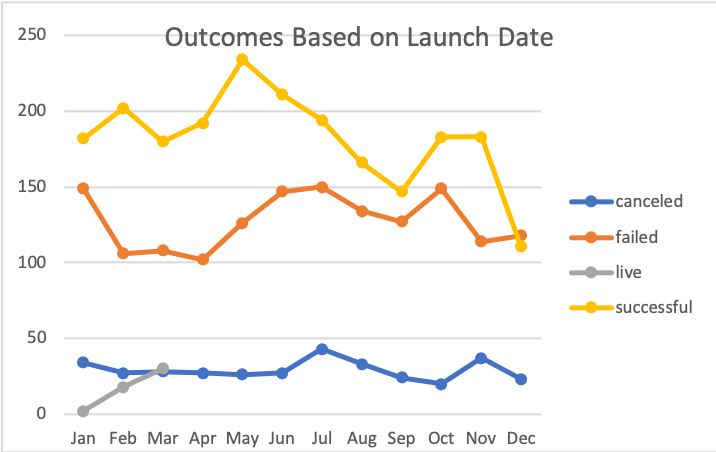 Outcomes Based on Launch Date
250
200
150
100
50
0
Jan Feb Mar Apr May Jun Jul Aug Sep Oct Nov Dec
canceled
failed
live
successful